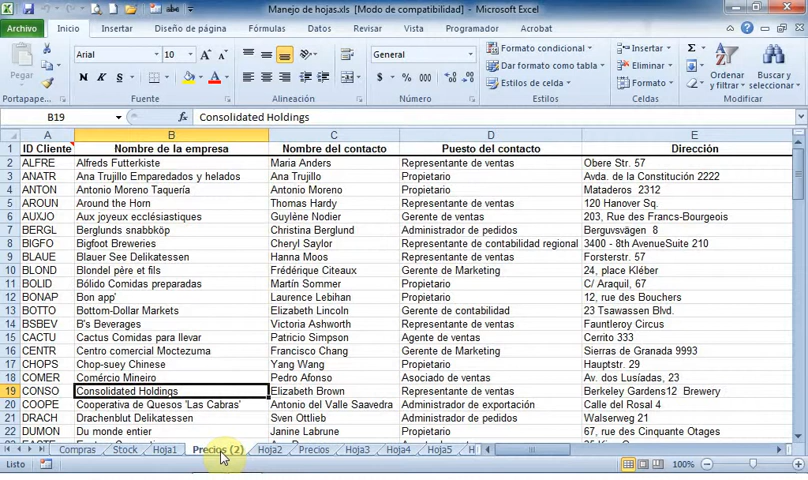 Manejo de hojas.xls [Modo de compatibilidad] - Microsoft Excel
Archivo Inicio Insertar Diseño de página Fórmulas Datos Revisar Vista Programador Acrobat
Pegar
Arial 10
N K S
General
$ % 000
Formato condicional
Dar formato como tabla
Estilos de celda
Insertar
Eliminar
Formato
Σ
Ordenar y filtrar
Buscar y seleccionar
Portapape... Fuente Alineación Número Estilos Celdas Modificar
B19 fx Consolidated Holdings
A B C D E
1 ID Cliente Nombre de la empresa Nombre del contacto Puesto del contacto Dirección
2 ALFRE Alfreds Futterkiste Maria Anders Representante de ventas Obere Str. 57
3 ANATR Ana Trujillo Emparedados y helados Ana Trujillo Propietario Avda. de la Constitución 2222
4 ANTON Antonio Moreno Taquería Antonio Moreno Propietario Mataderos 2312
5 AROUN Around the Horn Thomas Hardy Representante de ventas 120 Hanover Sq.
6 AUXJO Aux joyeux ecclésiastiques Guylène Nodier Gerente de ventas 203, Rue des Francs-Bourgeois
7 BERGL Berglunds snabbköp Christina Berglund Administrador de pedidos Berguvsvägen 8
8 BIGFO Bigfoot Breweries Cheryl Saylor Representante de contabilidad regional 3400 - 8th AvenueSuite 210
9 BLAUE Blauer See Delikatessen Hanna Moos Representante de ventas Forsterstr. 57
10 BLOND Blondel père et fils Frédérique Citeaux Gerente de Marketing 24, place Kléber
11 BOLID Bólido Comidas preparadas Martín Sommer Propietario C/ Araquil, 67
12 BONAP Bon app' Laurence Lebihan Propietario 12, rue des Bouchers
13 BOTTO Bottom-Dollar Markets Elizabeth Lincoln Gerente de contabilidad 23 Tsawassen Blvd.
14 BSBEV B's Beverages Victoria Ashworth Representante de ventas Fauntleroy Circus
15 CACTU Cactus Comidas para llevar Patricio Simpson Agente de ventas Cerrito 333
16 CENTR Centro comercial Moctezuma Francisco Chang Gerente de Marketing Sierras de Granada 9993
17 CHOPS Chop-suey Chinese Yang Wang Propietario Hauptstr. 29
18 COMER Comércio Mineiro Pedro Afonso Asociado de ventas Av. dos Lusíadas, 23
19 CONSO Consolidated Holdings Elizabeth Brown Representante de ventas Berkeley Gardens12 Brewery
20 COOPE Cooperativa de Quesos 'Las Cabras' Antonio del Valle Saavedra Administrador de exportación Calle del Rosal 4
21 DRACH Drachenblut Delikatessen Sven Ottlieb Administrador de pedidos Walserweg 21
22 DUMON Du monde entier Janine Labrune Propietario 67, rue des Cinquante Otages
Compras Stock Hoja1 Precios (2) Hoja2 Precios Hoja3 Hoja4 Hoja5 H
Listo 100%